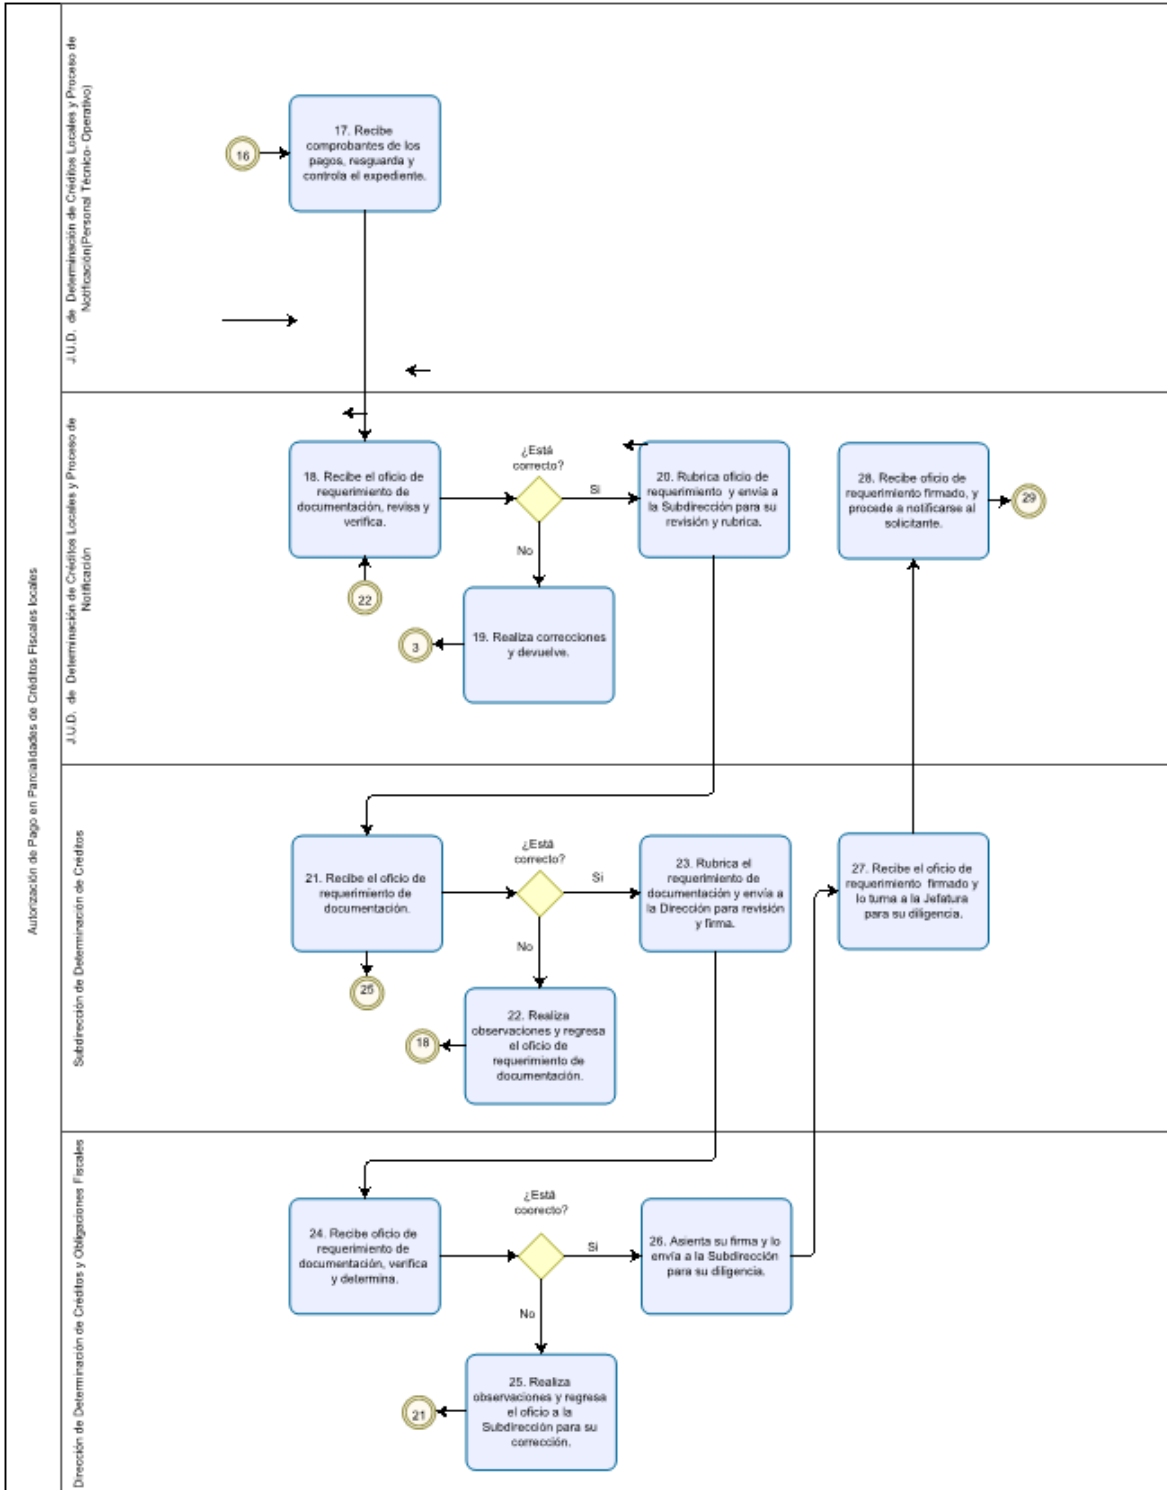 Autorización de Pago en Parcialidades de Créditos Fiscales locales
J.U.D. de Determinación de Créditos Locales y Proceso de
Notificación(Personal Técnico- Operativo)
16
17. Recibe
comprobantes de los
pagos, resguarda y
controla el expediente.
J.U.D. de Determinación de Créditos Locales y Proceso de
Notificación
18. Recibe el oficio de
requerimiento de
documentación, revisa y
verifica.
22
¿Está
correcto?
Si
No
19. Realiza correcciones
y devuelve.
3
20. Rubrica oficio de
requerimiento y envía a
la Subdirección para su
revisión y rubrica.
28. Recibe oficio de
requerimiento firmado, y
procede a notificarse al
solicitante.
29
Subdirección de Determinación de Créditos
21. Recibe el oficio de
requerimiento de
documentación.
25
¿Está
correcto?
Si
No
22. Realiza
observaciones y regresa
el oficio de
requerimiento de
documentación.
18
23. Rubrica el
requerimiento de
documentación y envía a
la Dirección para revisión
y firma.
27. Recibe el oficio de
requerimiento firmado y
lo turna a la Jefatura
para su diligencia.
Dirección de Determinación de Créditos y Obligaciones Fiscales
24. Recibe oficio de
requerimiento de
documentación, verifica
y determina.
¿Está
coorecto?
Si
No
25. Realiza
observaciones y regresa
el oficio a la
Subdirección para su
corrección.
21
26. Asienta su firma y lo
envía a la Subdirección
para su diligencia.